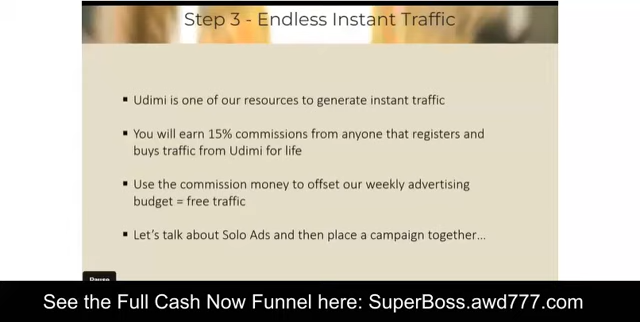 Step 3 - Endless Instant Traffic
▪ Udimi is one of our resources to generate instant traffic
▪ You will earn 15% commissions from anyone that registers and
buys traffic from Udimi for life
▪ Use the commission money to offset our weekly advertising
budget = free traffic
▪ Let's talk about Solo Ads and then place a campaign together...
Pause
See the Full Cash Now Funnel here: SuperBoss.awd777.com